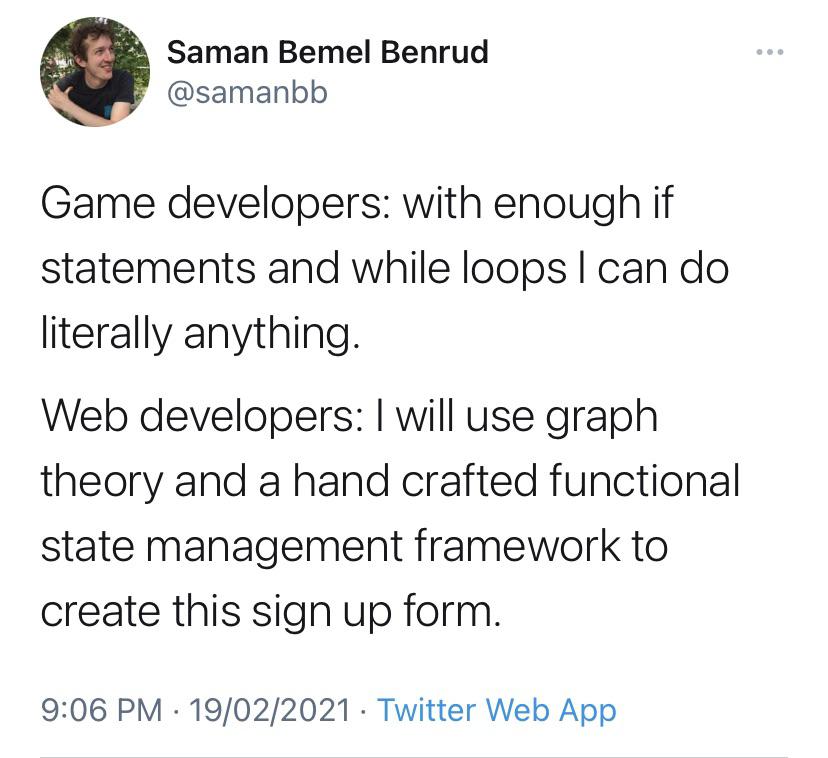 Saman Bemel Benrud
@samanbb
Game developers: with enough if
statements and while loops I can do
literally anything.
Web developers: I will use graph
theory and a hand crafted functional
state management framework to
create this sign up form.
9:06 PM · 19/02/2021 · Twitter Web App